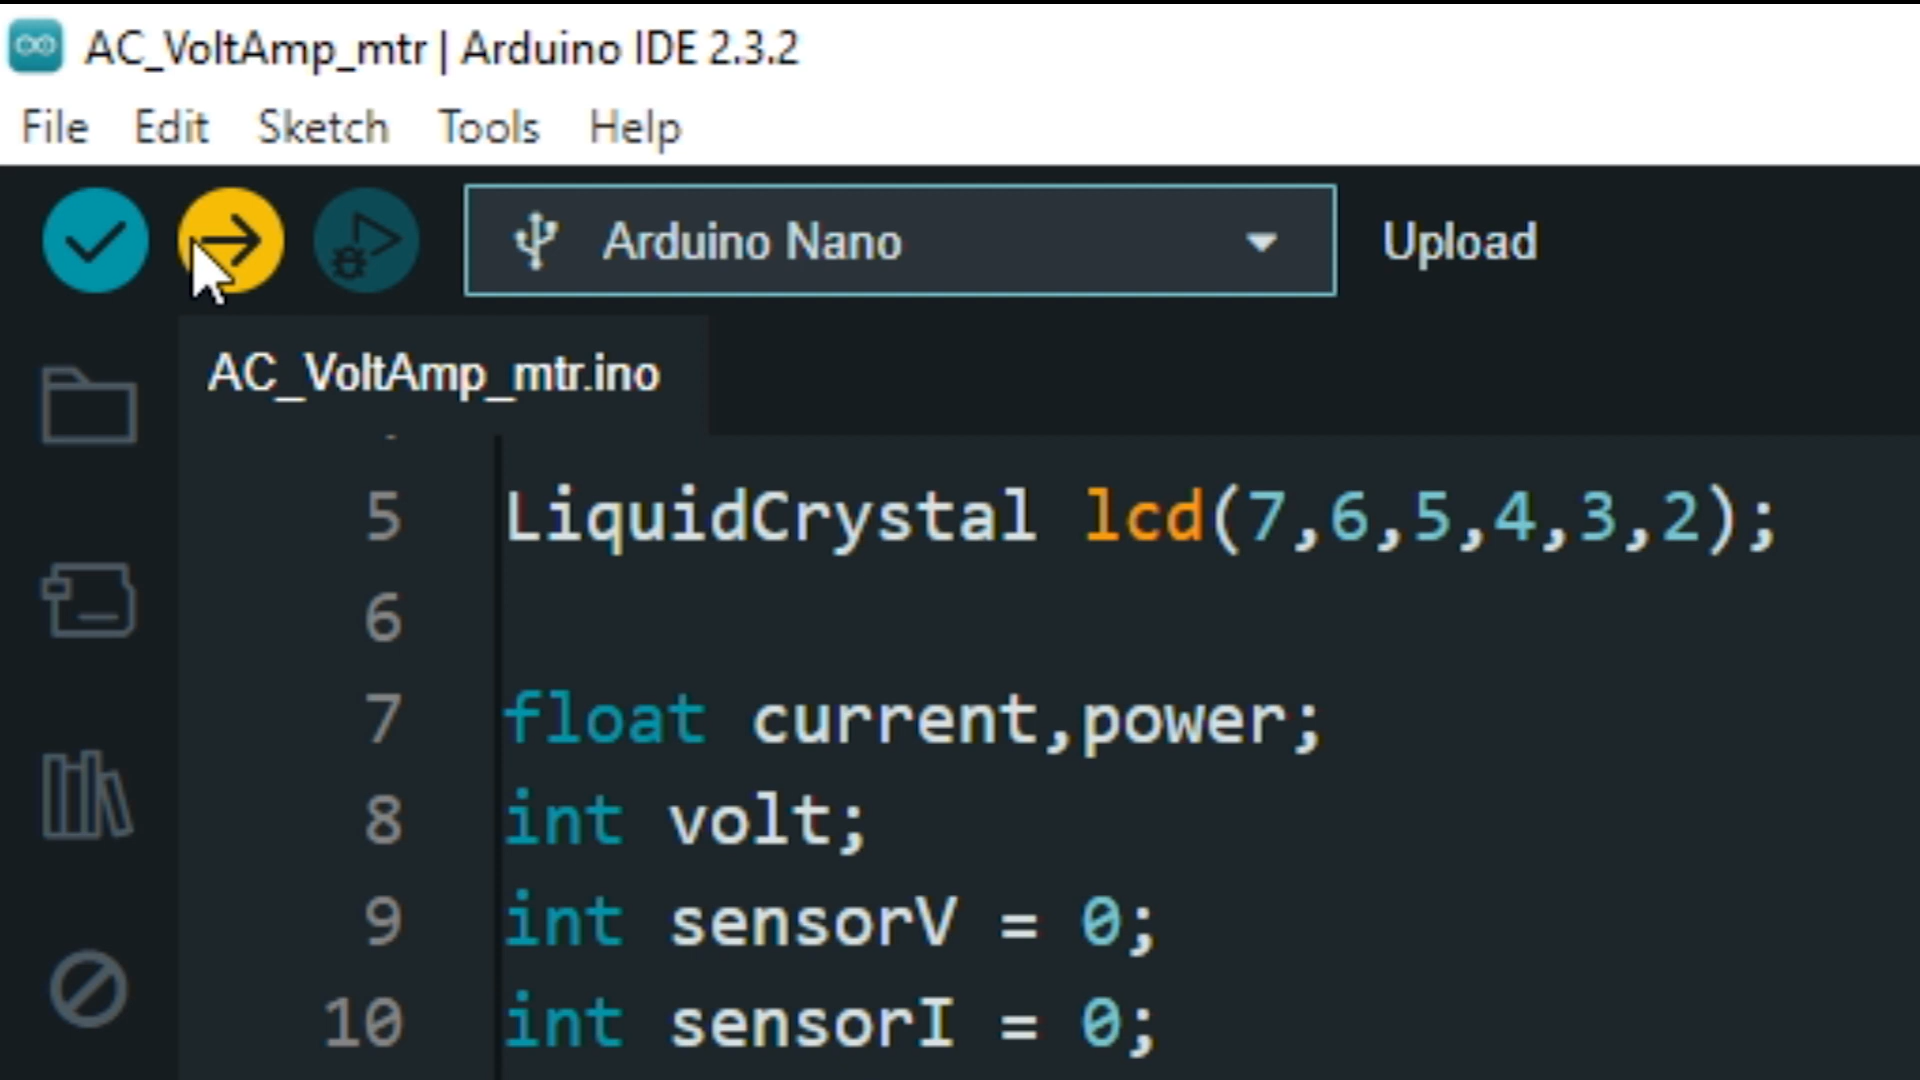 AC_VoltAmp_mtr | Arduino IDE 2.3.2
File Edit Sketch Tools Help
Arduino Nano Upload
AC_VoltAmp_mtr.ino
5 LiquidCrystal lcd(7,6,5,4,3,2);
6
7 float current,power;
8 int volt;
9 int sensorV = 0;
10 int sensorI = 0;